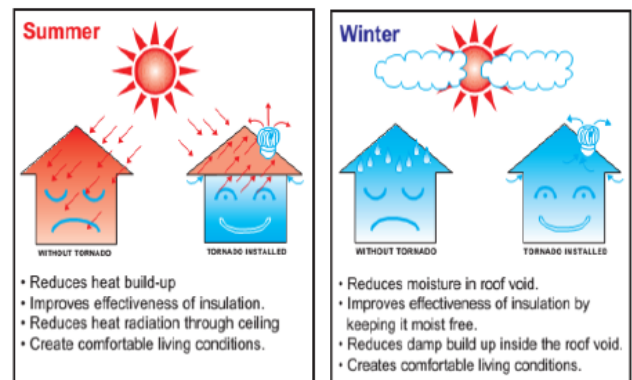 Summer
WITHOUT TORNADO
TORNADO INSTALLED
• Reduces heat build-up
• Improves effectiveness of insulation.
• Reduces heat radiation through ceiling
• Create comfortable living conditions.
Winter
WITHOUT TORNADO
TORNADO INSTALLED
• Reduces moisture in roof void.
• Improves effectiveness of insulation by
keeping it moist free.
• Reduces damp build up inside the roof void.
• Creates comfortable living conditions.